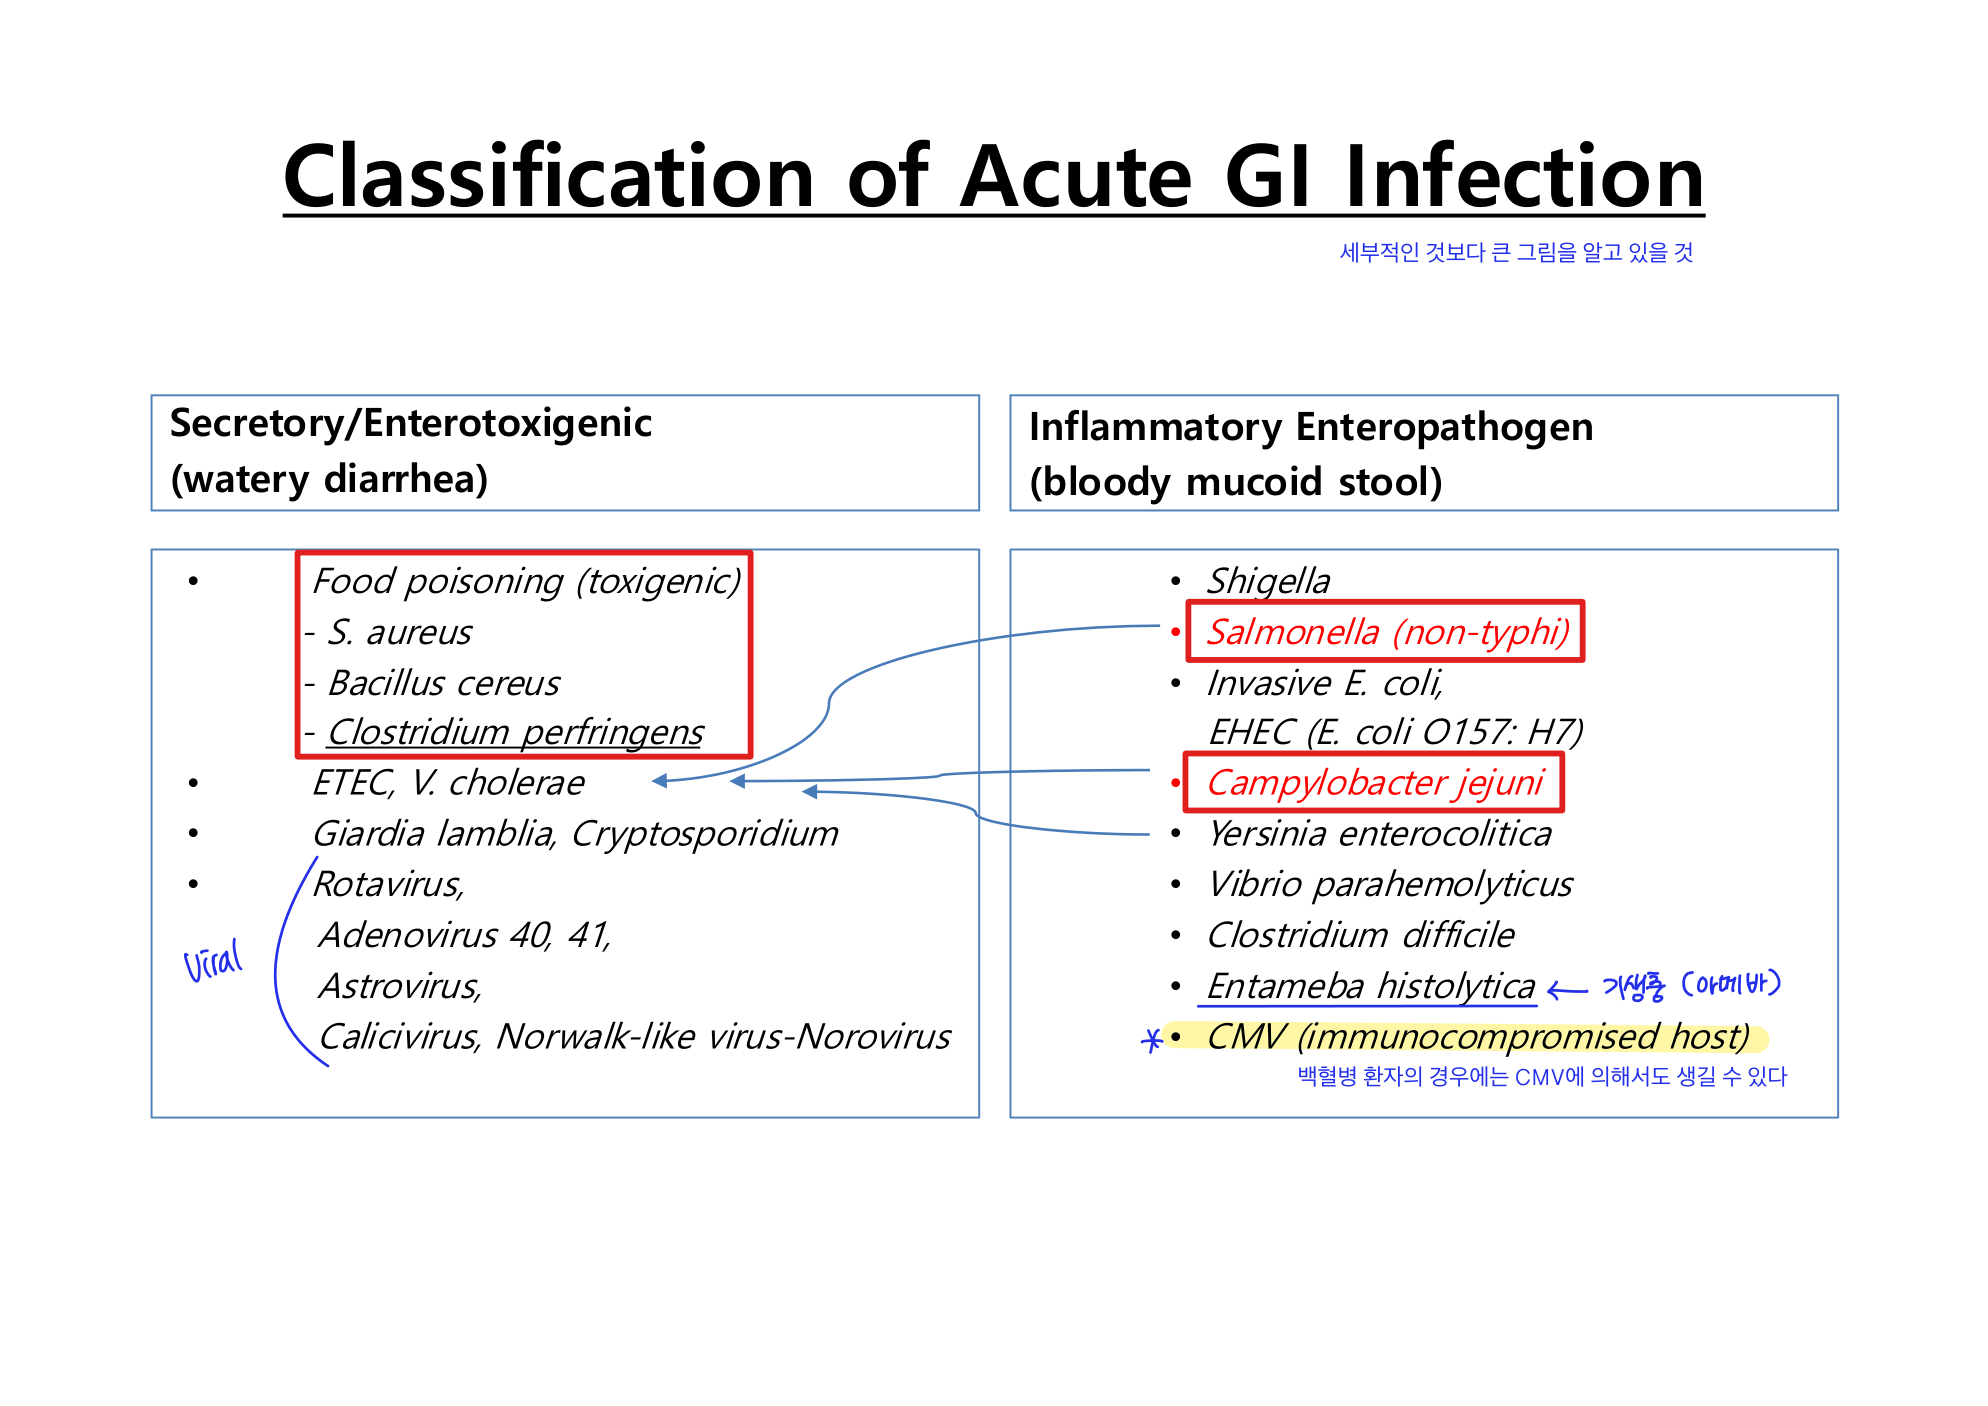 Classification of Acute GI Infection
세부적인 것보다 큰 그림을 알고 있을 것
Secretory/Enterotoxigenic
(watery diarrhea)
• Food poisoning (toxigenic)
- S. aureus
- Bacillus cereus
- Clostridium perfringens
• ETEC, V. cholerae
• Giardia lamblia, Cryptosporidium
• Rotavirus,
Adenovirus 40, 41,
Viral
Astrovirus,
Calicivirus, Norwalk-like virus-Norovirus
Inflammatory Enteropathogen
(bloody mucoid stool)
• Shigella
• Salmonella (non-typhi)
• Invasive E. coli,
EHEC (E. coli O157: H7)
• Campylobacter jejuni
• Yersinia enterocolitica
• Vibrio parahemolyticus
• Clostridium difficile
• Entameba histolytica ← 기생충 (아메바)
* • CMV (immunocompromised host)
백혈병 환자의 경우에는 CMV에 의해서도 생길 수 있다